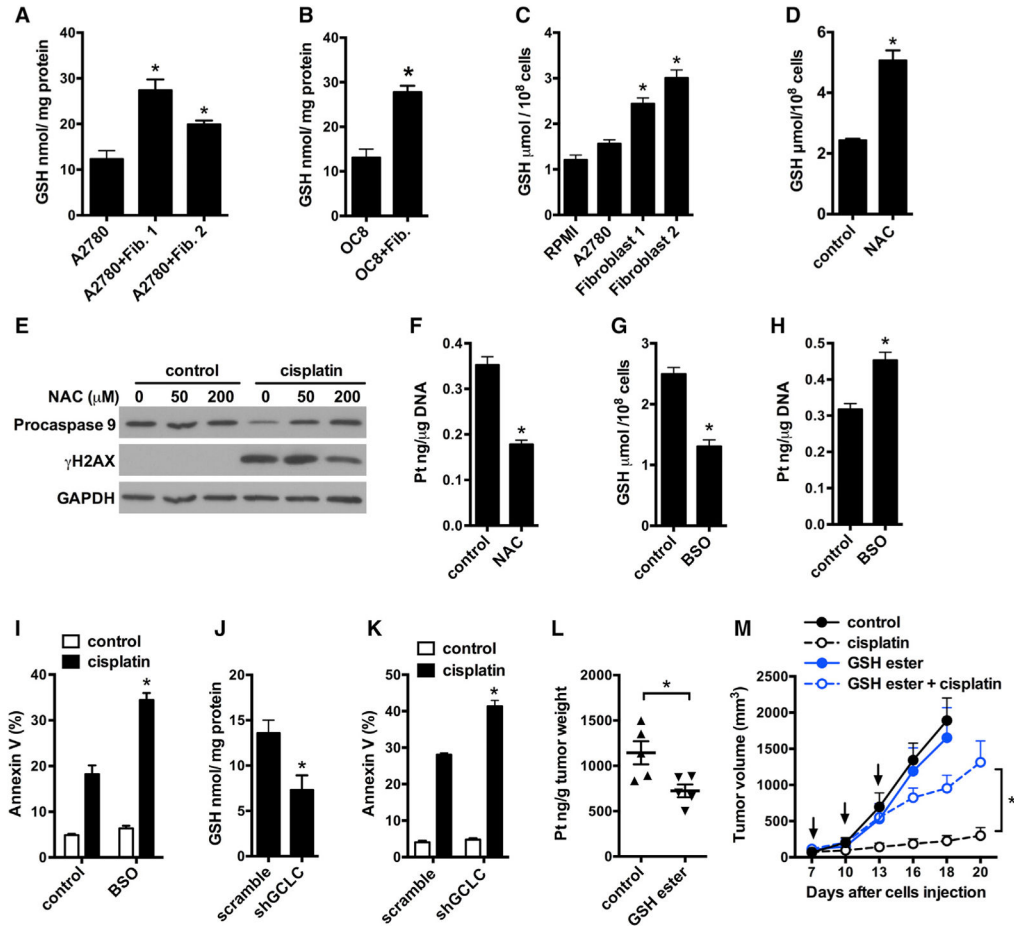 A
GSH nmol/ mg protein
40
30
20
10
0
*
*
A2780
A2780+Fib. 1
A2780+Fib. 2
B
GSH nmol/ mg protein
40
30
20
10
0
*
OC8
OC8+Fib.
C
GSH μmol / 10⁸ cells
4
3
2
1
0
*
*
RPMI
A2780
Fibroblast 1
Fibroblast 2
D
GSH μmol/10⁸ cells
6
4
2
0
*
control
NAC
E
control cisplatin
NAC (μM) 0 50 200 0 50 200
Procaspase 9
γH2AX
GAPDH
F
Pt ng/μg DNA
0.4
0.3
0.2
0.1
0.0
*
control
NAC
G
GSH μmol /10⁸ cells
3
2
1
0
*
control
BSO
H
Pt ng/μg DNA
0.5
0.4
0.3
0.2
0.1
0.0
*
control
BSO
I
control
cisplatin
Annexin V (%)
40
30
20
10
0
*
control
BSO
J
GSH nmol/ mg protein
20
15
10
5
0
*
scramble
shGCLC
K
control
cisplatin
Annexin V (%)
50
40
30
20
10
0
*
scramble
shGCLC
L
Pt ng/g tumor weight
2000
1500
1000
500
0
*
control
GSH ester
M
control
cisplatin
GSH ester
GSH ester + cisplatin
Tumor volume (mm³)
2500
2000
1500
1000
500
0
*
7 10 13 16 18 20
Days after cells injection